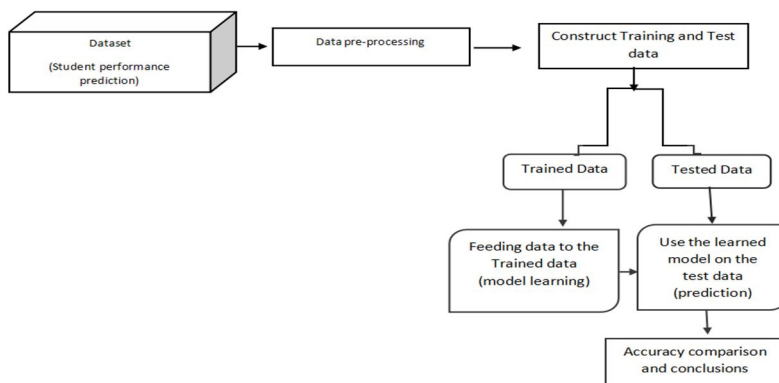 Dataset
(Student performance
prediction)
Data pre-processing
Construct Training and Test
data
Trained Data
Tested Data
Feeding data to the
Trained data
(model learning)
Use the learned
model on the
test data
(prediction)
Accuracy comparison
and conclusions